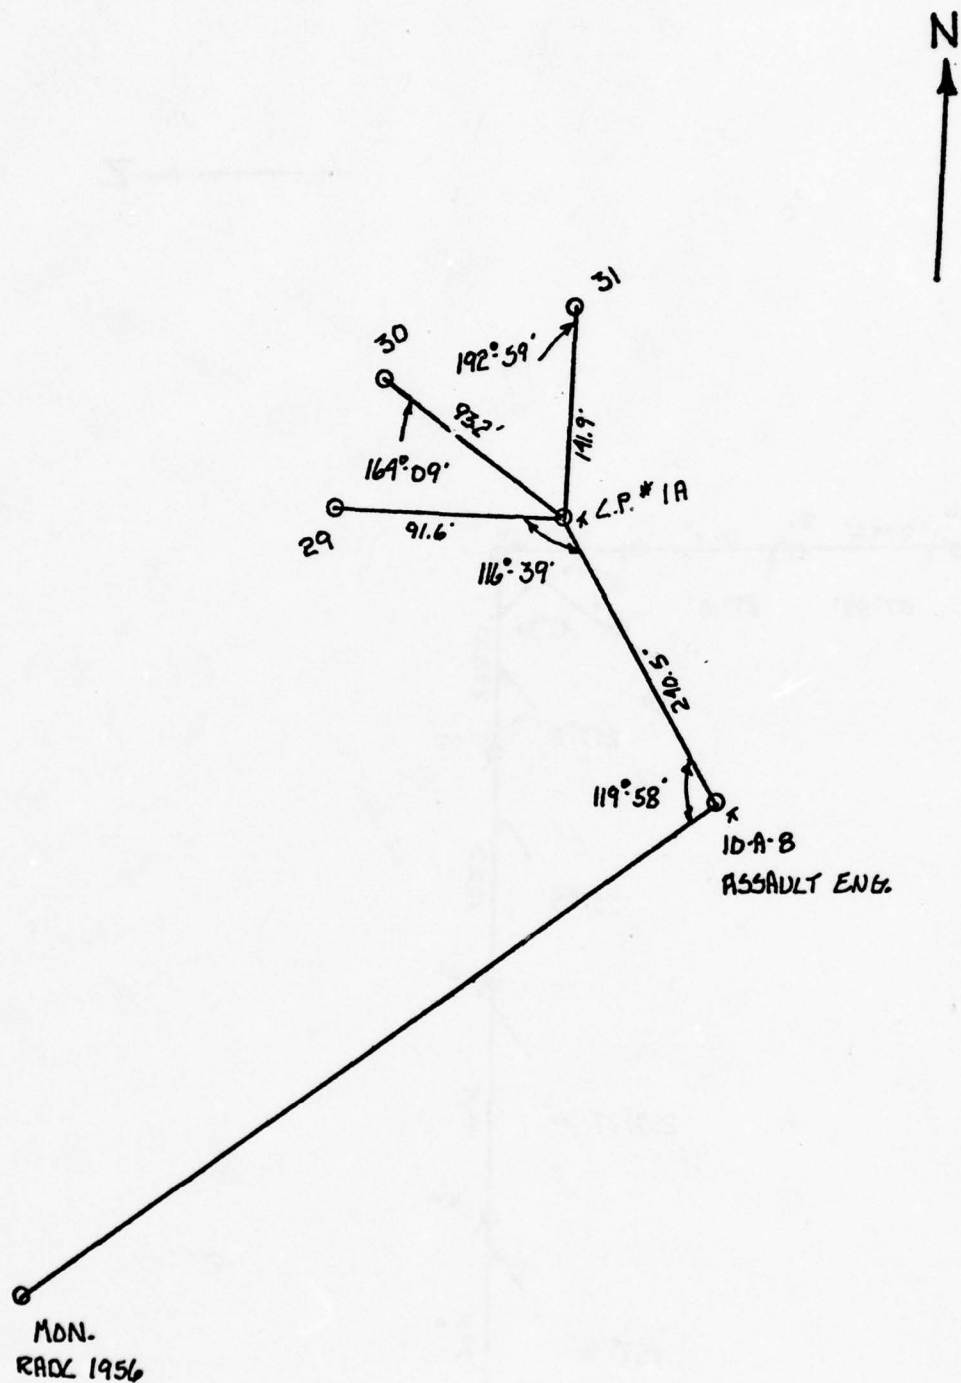 N
31
30
192°-59'
93.2'
141.9'
164°-09'
L.P. # 1A
29
91.6'
116°-39'
240.5'
119°-58'
10-A-8
ASSAULT ENG.
MON.
RADC 1956